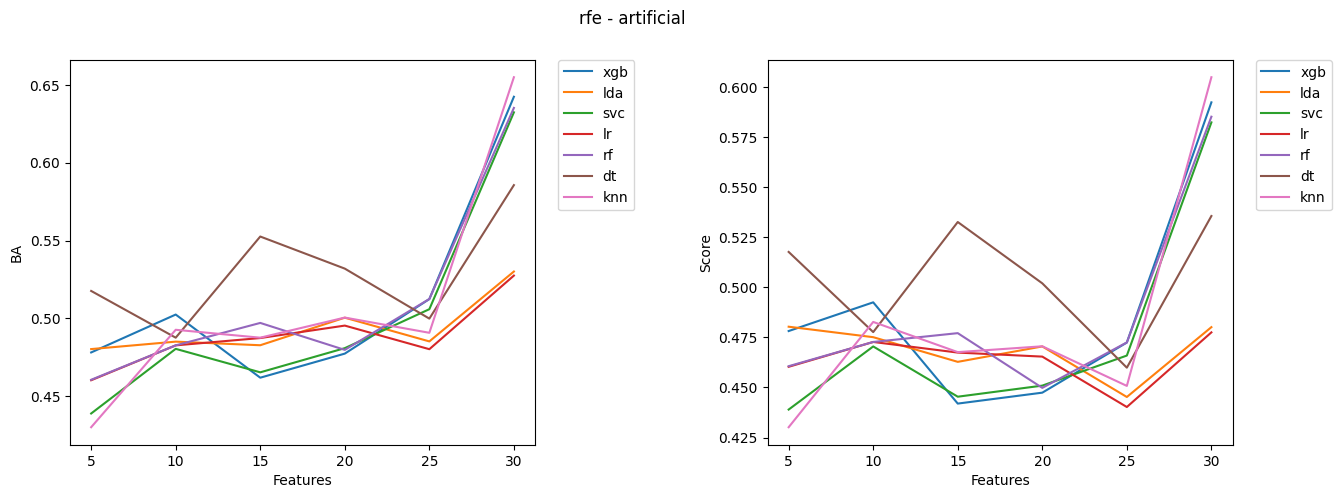 rfe - artificial
BA
0.65
0.60
0.55
0.50
0.45
5 10 15 20 25 30
Features
xgb
lda
svc
lr
rf
dt
knn
Score
0.600
0.575
0.550
0.525
0.500
0.475
0.450
0.425
5 10 15 20 25 30
Features
xgb
lda
svc
lr
rf
dt
knn